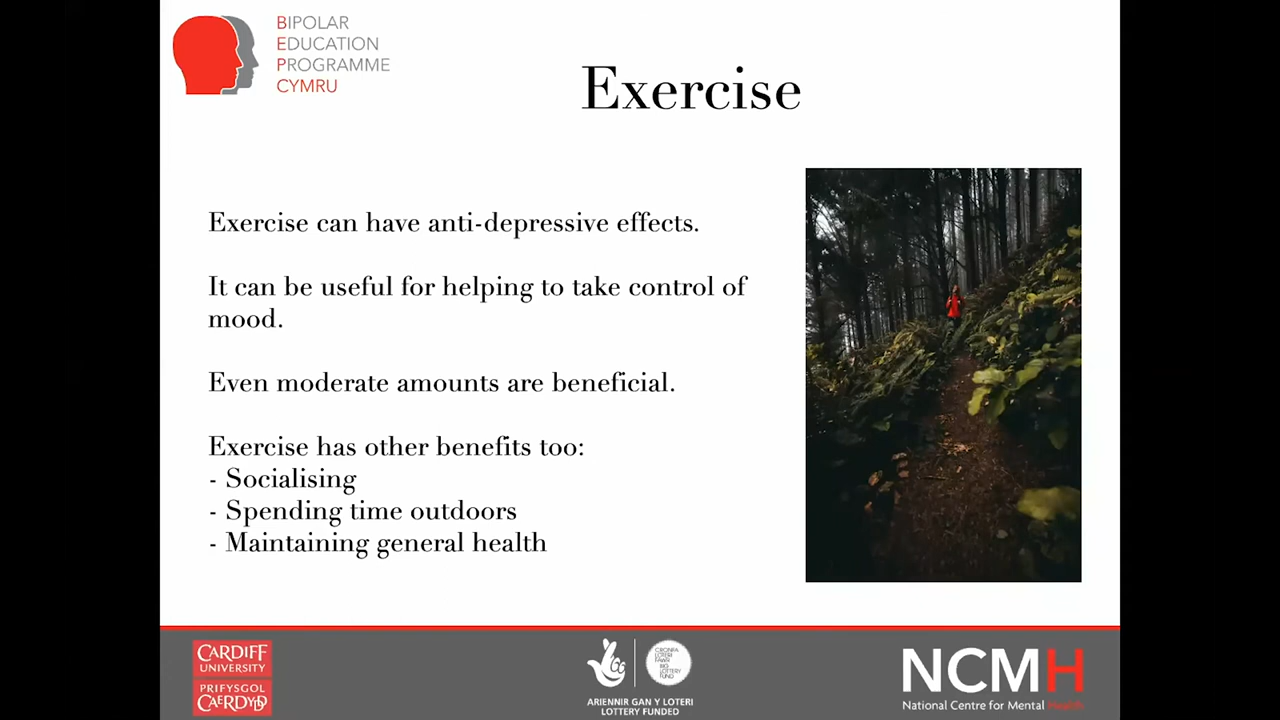 BIPOLAR
EDUCATION
PROGRAMME
CYMRU
Exercise
Exercise can have anti-depressive effects.
It can be useful for helping to take control of
mood.
Even moderate amounts are beneficial.
Exercise has other benefits too:
- Socialising
- Spending time outdoors
- Maintaining general health
CARDIFF
UNIVERSITY
PRIFYSGOL
CAERDYDD
ARIENNIR GAN Y LOTERI
LOTTERY FUNDED
NCMH
National Centre for Mental Health